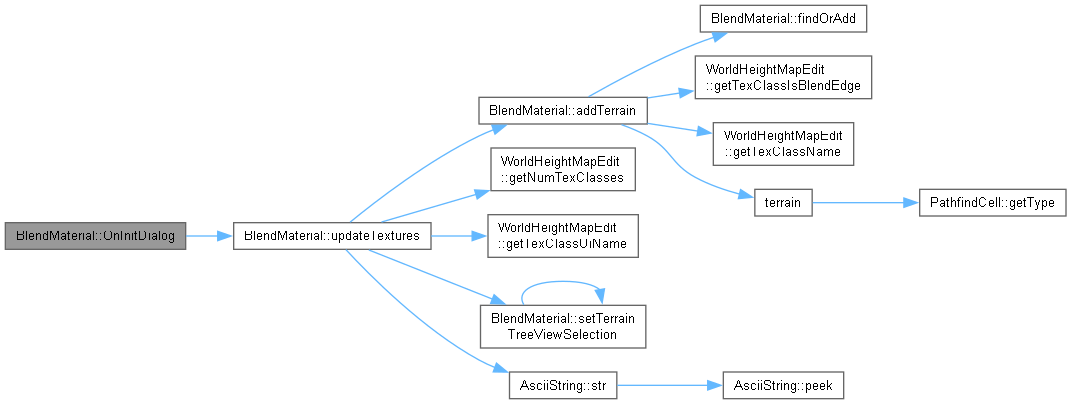 BlendMaterial::OnInitDialog
BlendMaterial::updateTextures
BlendMaterial::addTerrain
BlendMaterial::findOrAdd
WorldHeightMapEdit
::getTexClassIsBlendEdge
WorldHeightMapEdit
::getTexClassName
terrain
PathfindCell::getType
WorldHeightMapEdit
::getNumTexClasses
WorldHeightMapEdit
::getTexClassUiName
BlendMaterial::setTerrain
TreeViewSelection
AsciiString::str
AsciiString::peek